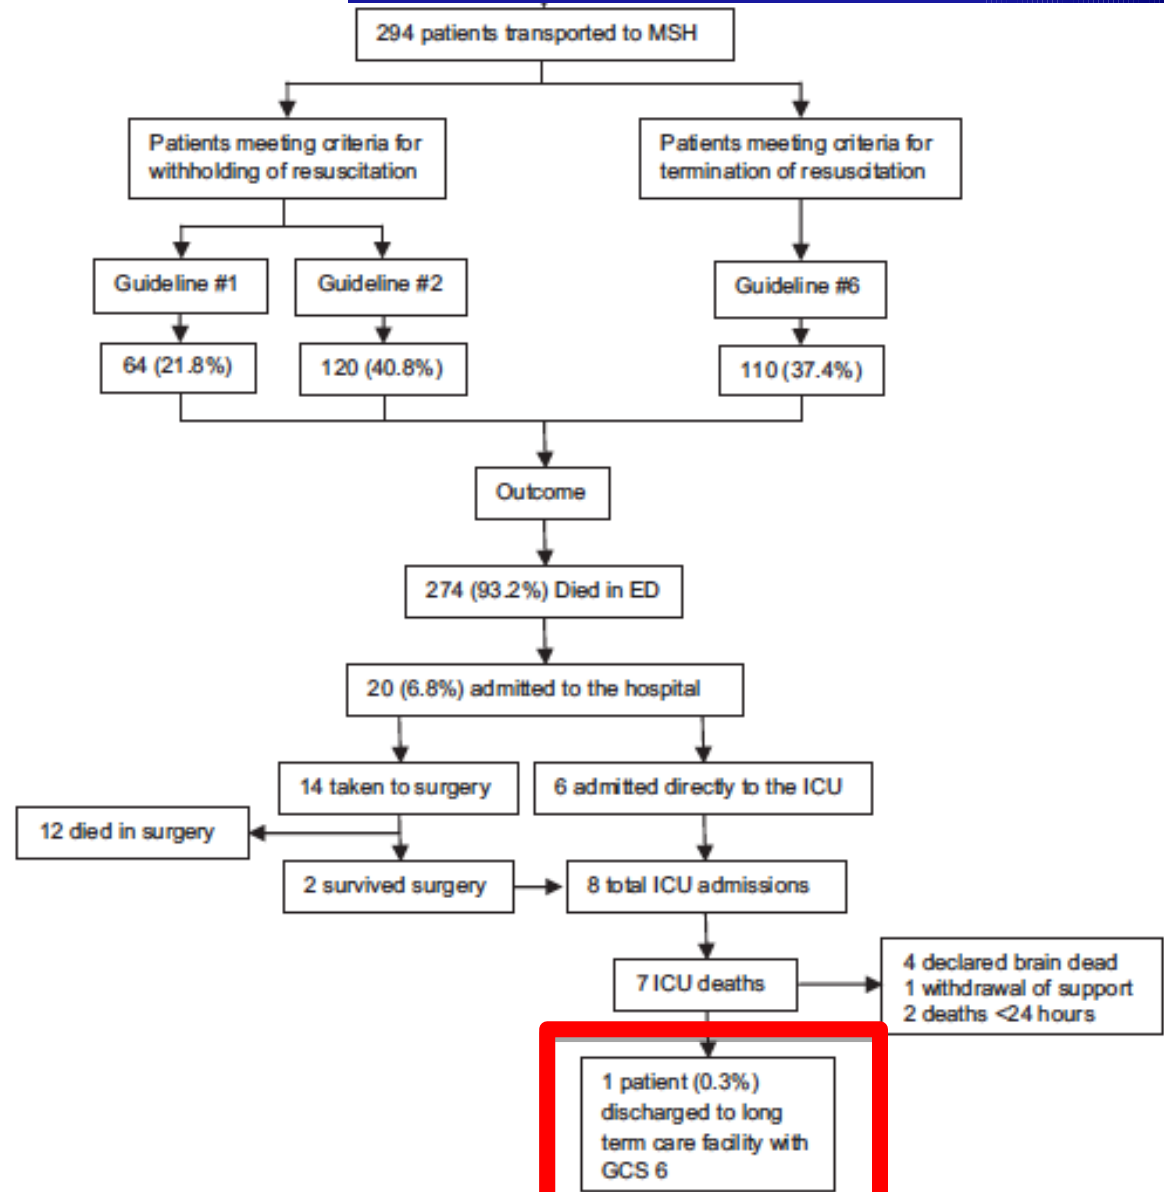 294 patients transported to MSH
Patients meeting criteria for
withholding of resuscitation
Patients meeting criteria for
termination of resuscitation
Guideline #1
Guideline #2
Guideline #6
64 (21.8%)
120 (40.8%)
110 (37.4%)
Outcome
274 (93.2%) Died in ED
20 (6.8%) admitted to the hospital
14 taken to surgery
6 admitted directly to the ICU
12 died in surgery
2 survived surgery
8 total ICU admissions
7 ICU deaths
4 declared brain dead
1 withdrawal of support
2 deaths <24 hours
1 patient (0.3%)
discharged to long
term care facility with
GCS 6